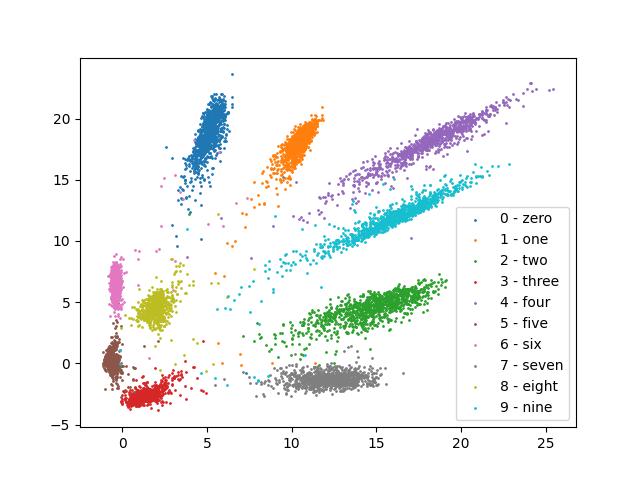 20
15
10
5
0
−5
0 - zero
1 - one
2 - two
3 - three
4 - four
5 - five
6 - six
7 - seven
8 - eight
9 - nine
0 5 10 15 20 25